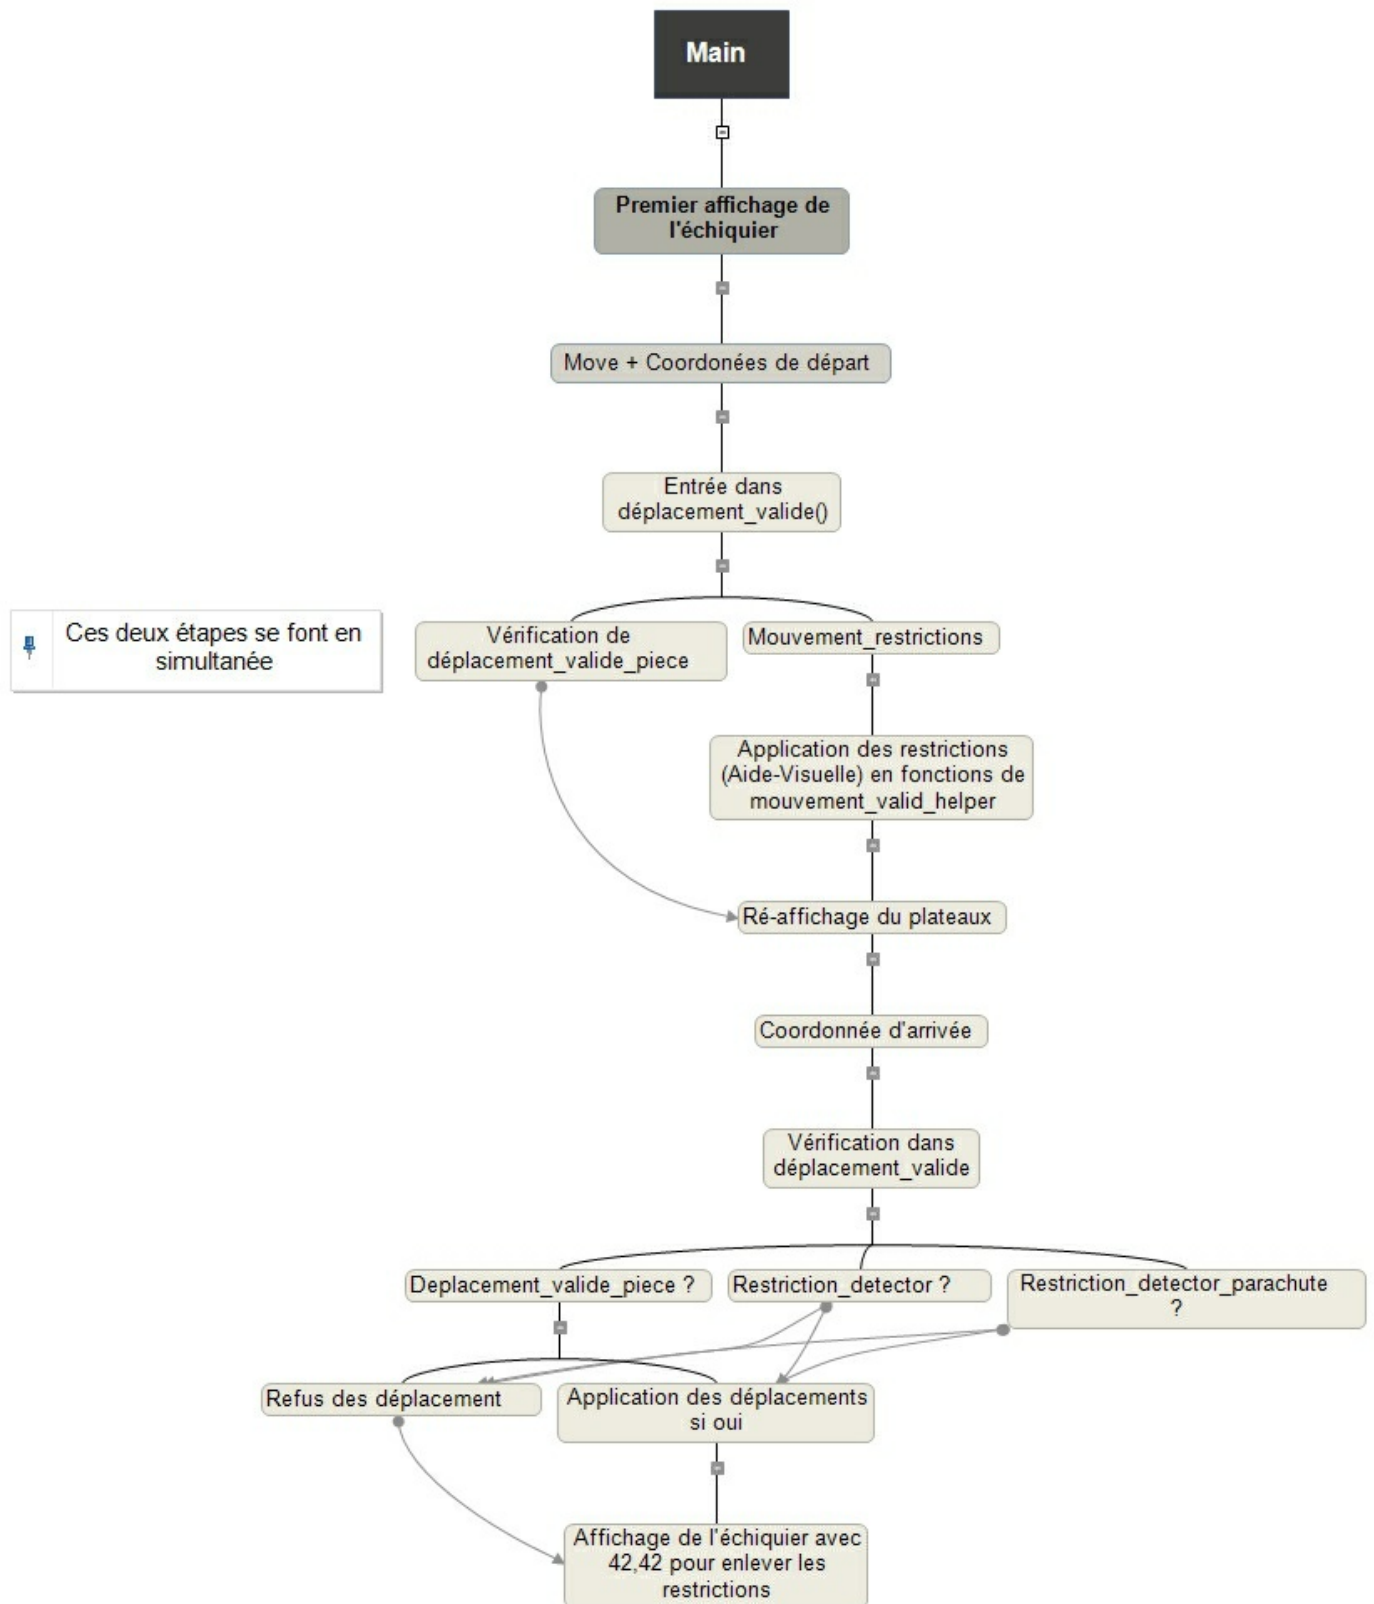 Main
Premier affichage de
l'échiquier
Move + Coordonées de départ
Entrée dans
déplacement_valide()
Ces deux étapes se font en
simultanée
Vérification de
déplacement_valide_piece
Mouvement_restrictions
Application des restrictions
(Aide-Visuelle) en fonctions de
mouvement_valid_helper
Ré-affichage du plateaux
Coordonnée d'arrivée
Vérification dans
déplacement_valide
Deplacement_valide_piece ?
Restriction_detector ?
Restriction_detector_parachute
?
Refus des déplacement
Application des déplacements
si oui
Affichage de l'échiquier avec
42,42 pour enlever les
restrictions